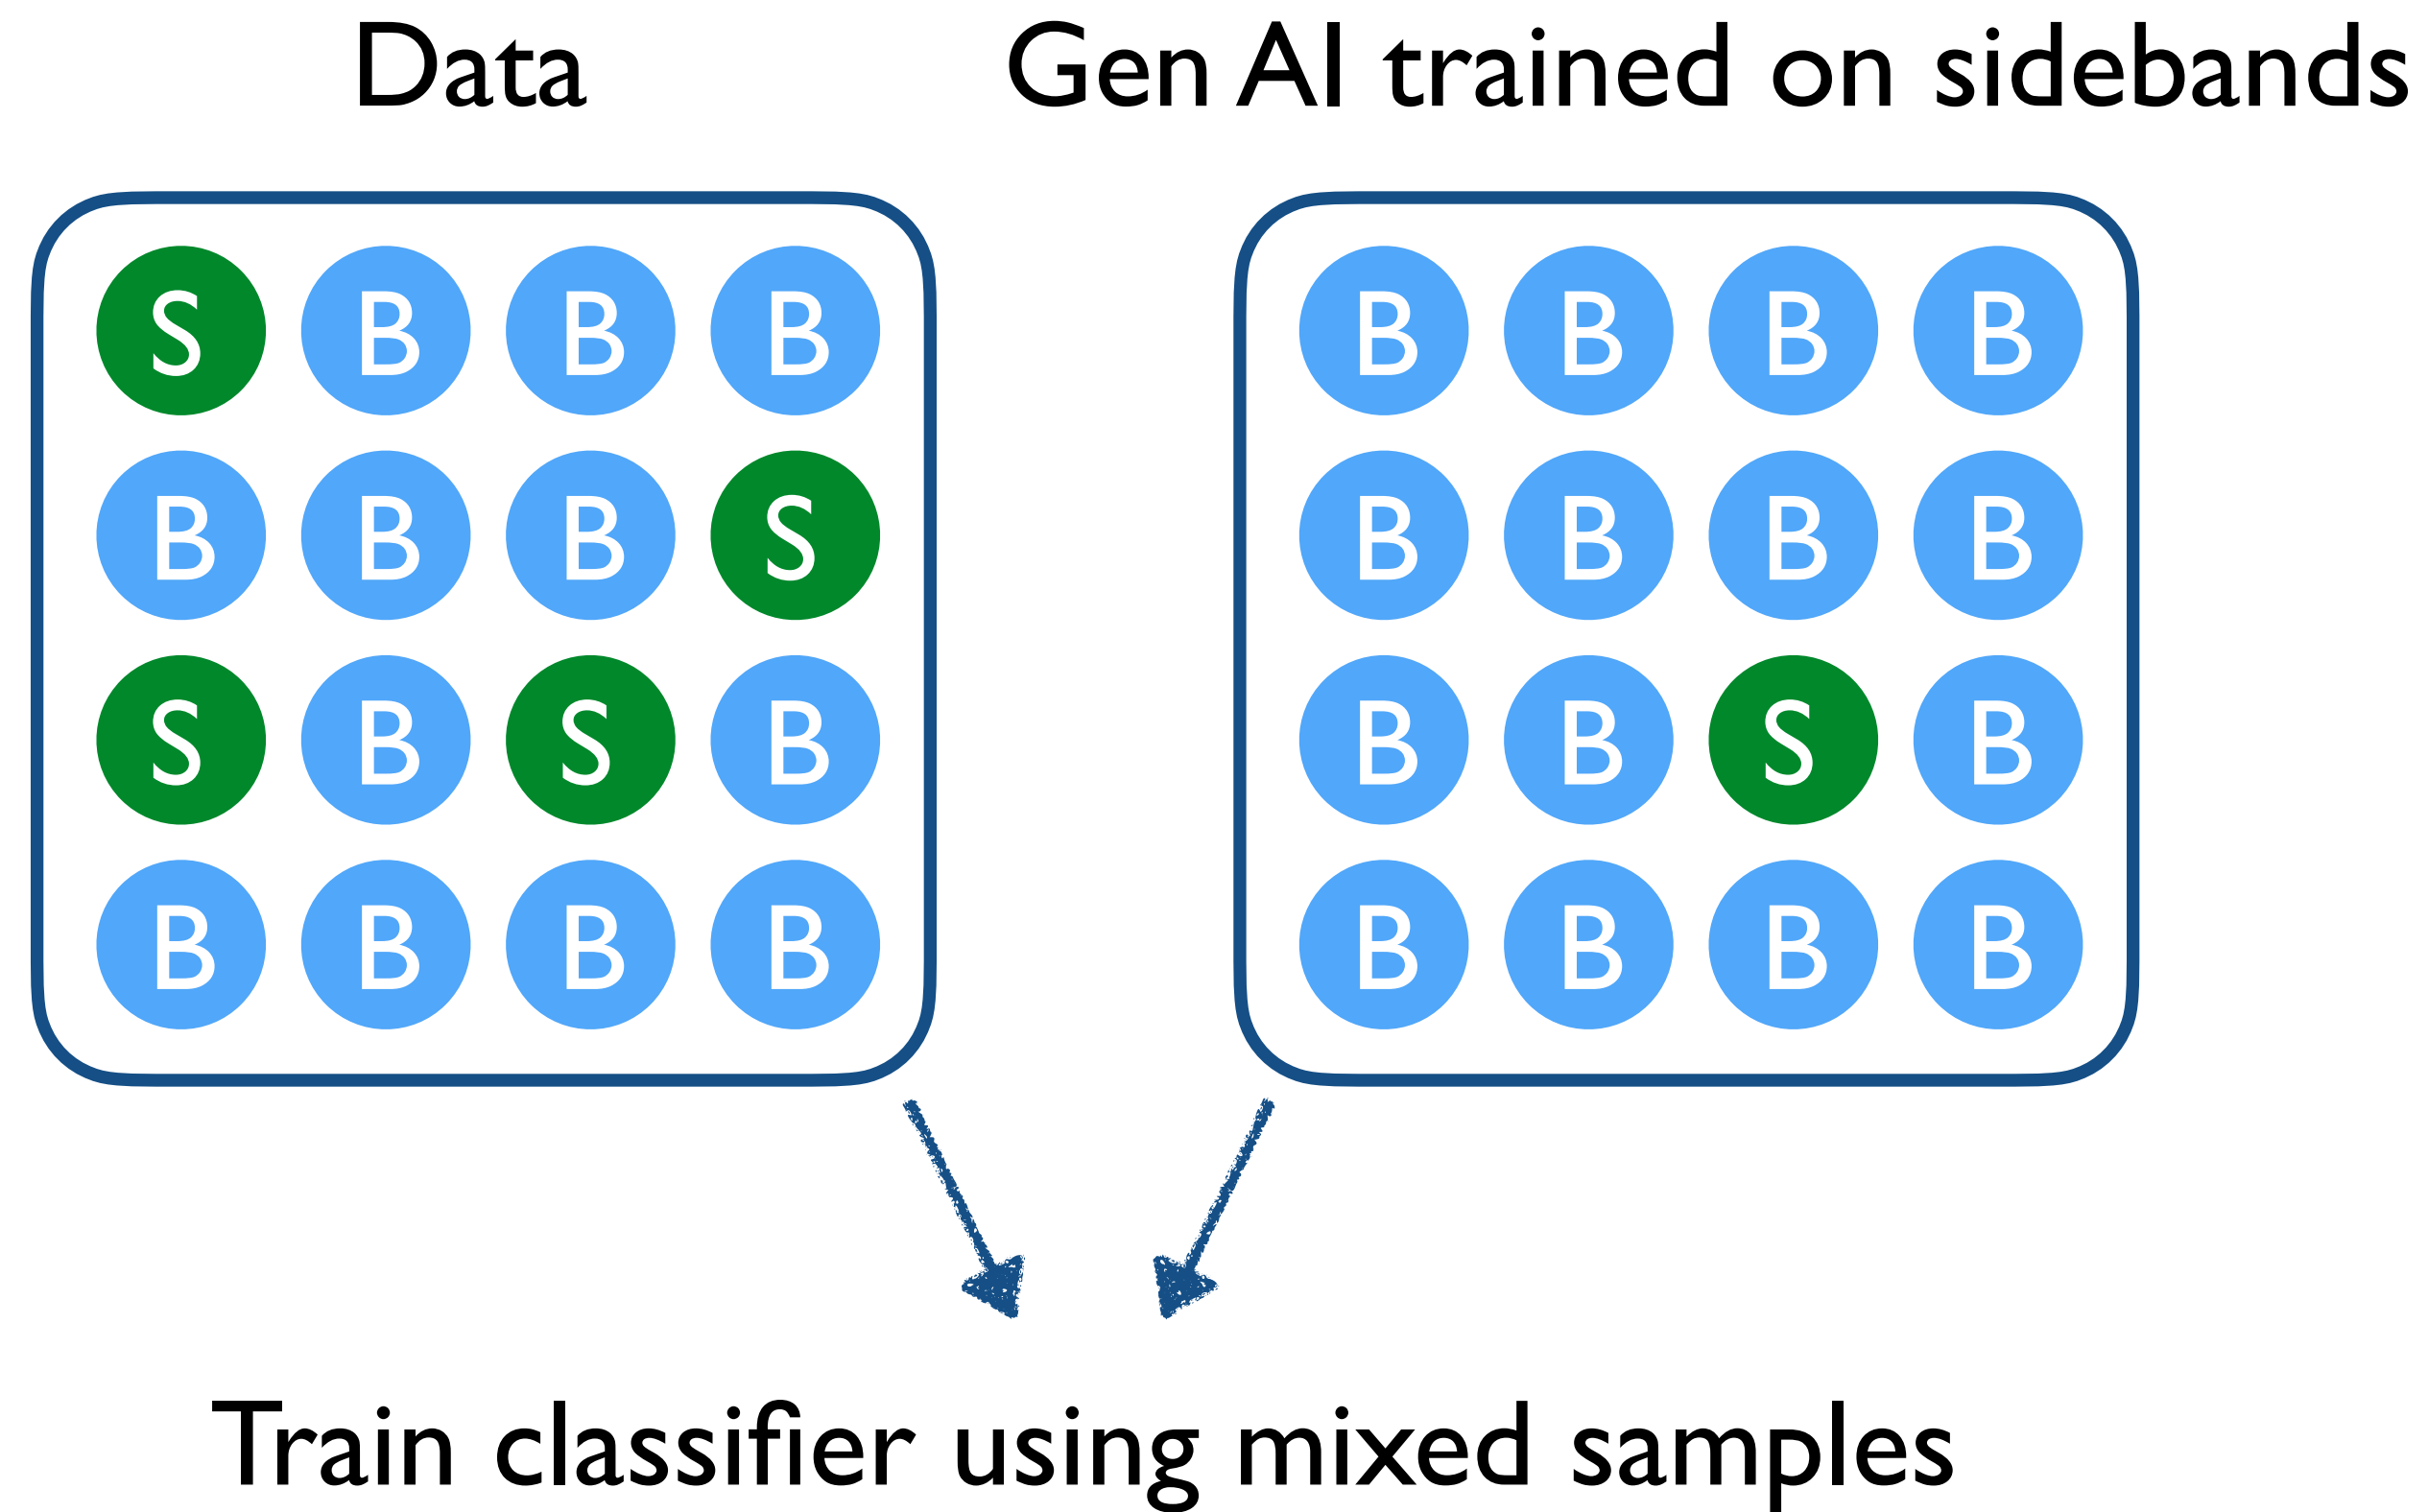 Data Gen AI trained on sidebands
S B B B B B B B
B B B S B B B B
S B S B B B S B
B B B B B B B B
Train classifier using mixed samples